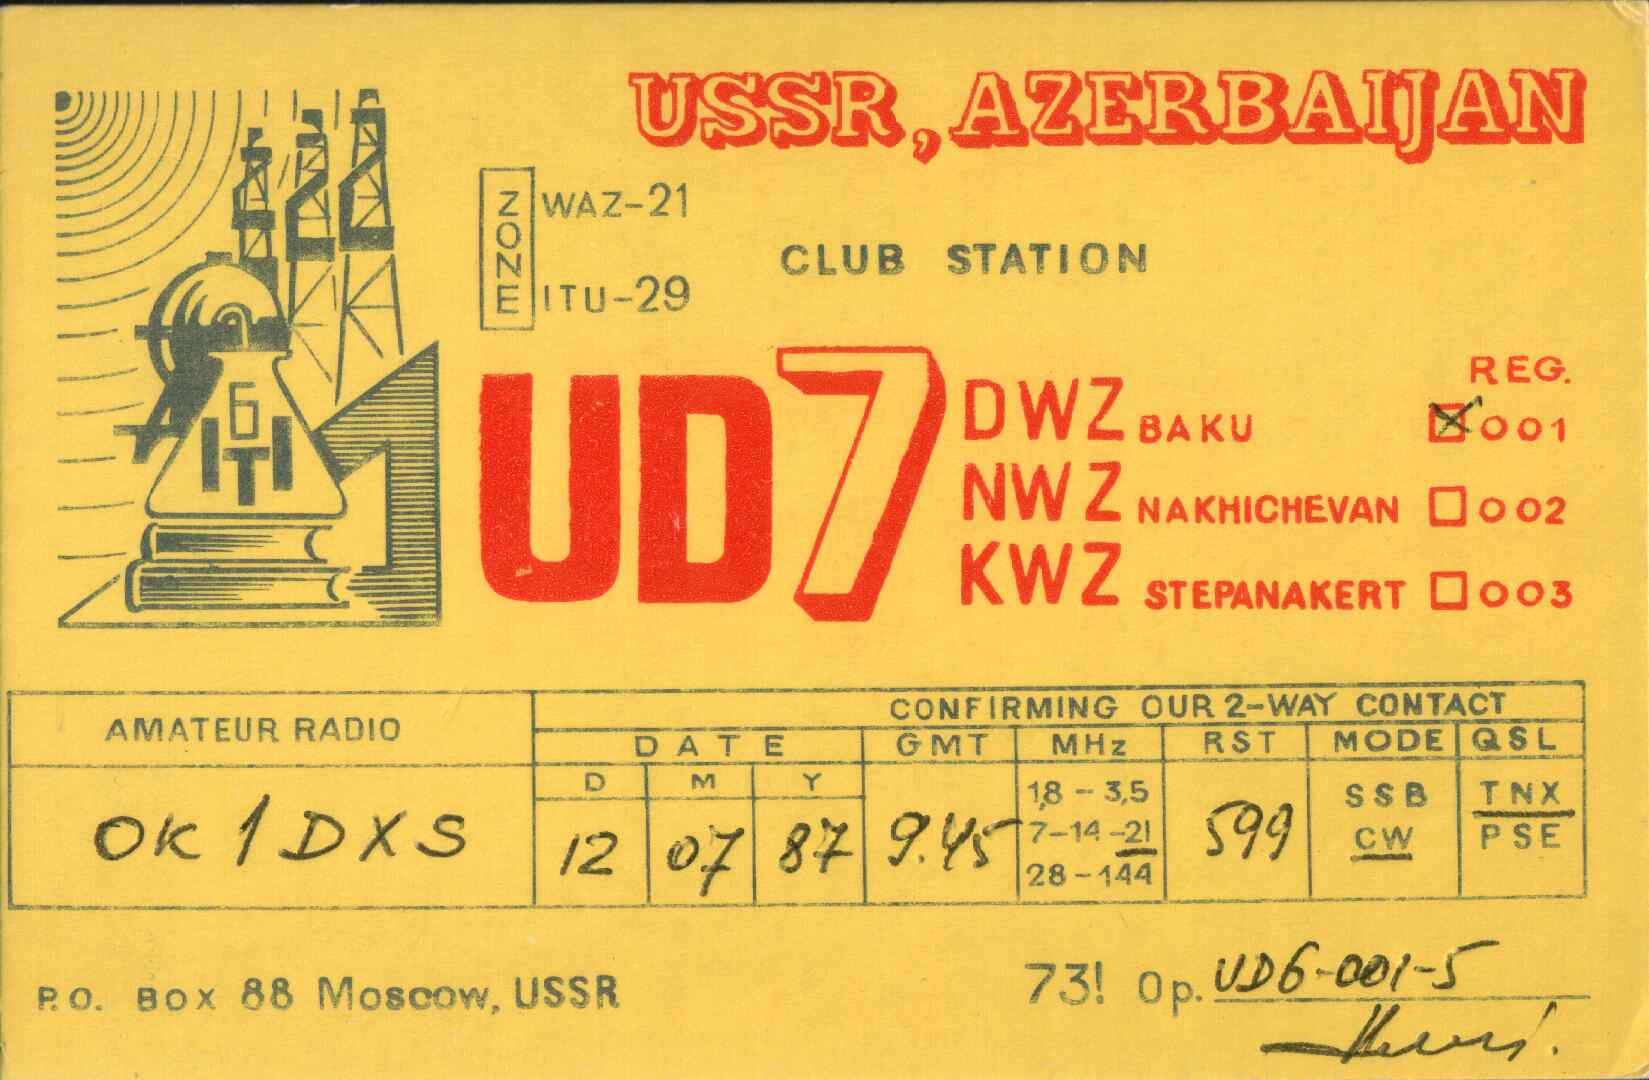 USSR, AZERBAIJAN
ZONE
WAZ-21
ITU-29
CLUB STATION
REG.
UD7
DWZ BAKU 001
NWZ NAKHICHEVAN 002
KWZ STEPANAKERT 003
БПТИ
AMATEUR RADIO
CONFIRMING OUR 2-WAY CONTACT
DATE GMT MHz RST MODE QSL
D M Y
1,8 - 3,5 SSB TNX
OK1DXS 12 07 87 9.45 7-14-21 599 CW PSE
28-144
P.O. Box 88 Moscow, USSR
73! Op. UD6-001-5